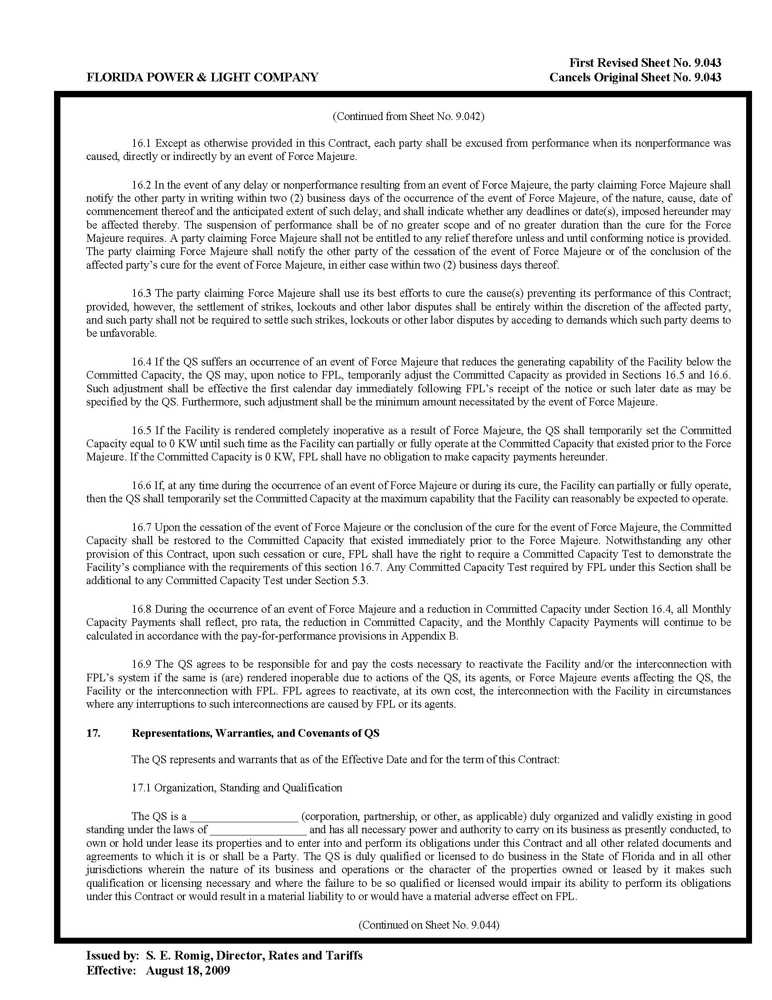 First Revised Sheet No. 9.043
FLORIDA POWER & LIGHT COMPANY Cancels Original Sheet No. 9.043
(Continued from Sheet No. 9.042)
16.1 Except as otherwise provided in this Contract, each party shall be excused from performance when its nonperformance was
caused, directly or indirectly by an event of Force Majeure.
16.2 In the event of any delay or nonperformance resulting from an event of Force Majeure, the party claiming Force Majeure shall
notify the other party in writing within two (2) business days of the occurrence of the event of Force Majeure, of the nature, cause, date of
commencement thereof and the anticipated extent of such delay, and shall indicate whether any deadlines or date(s), imposed hereunder may
be affected thereby. The suspension of performance shall be of no greater scope and of no greater duration than the cure for the Force
Majeure requires. A party claiming Force Majeure shall not be entitled to any relief therefore unless and until conforming notice is provided.
The party claiming Force Majeure shall notify the other party of the cessation of the event of Force Majeure or of the conclusion of the
affected party’s cure for the event of Force Majeure, in either case within two (2) business days thereof.
16.3 The party claiming Force Majeure shall use its best efforts to cure the cause(s) preventing its performance of this Contract;
provided, however, the settlement of strikes, lockouts and other labor disputes shall be entirely within the discretion of the affected party,
and such party shall not be required to settle such strikes, lockouts or other labor disputes by acceding to demands which such party deems to
be unfavorable.
16.4 If the QS suffers an occurrence of an event of Force Majeure that reduces the generating capability of the Facility below the
Committed Capacity, the QS may, upon notice to FPL, temporarily adjust the Committed Capacity as provided in Sections 16.5 and 16.6.
Such adjustment shall be effective the first calendar day immediately following FPL’s receipt of the notice or such later date as may be
specified by the QS. Furthermore, such adjustment shall be the minimum amount necessitated by the event of Force Majeure.
16.5 If the Facility is rendered completely inoperative as a result of Force Majeure, the QS shall temporarily set the Committed
Capacity equal to 0 KW until such time as the Facility can partially or fully operate at the Committed Capacity that existed prior to the Force
Majeure. If the Committed Capacity is 0 KW, FPL shall have no obligation to make capacity payments hereunder.
16.6 If, at any time during the occurrence of an event of Force Majeure or during its cure, the Facility can partially or fully operate,
then the QS shall temporarily set the Committed Capacity at the maximum capability that the Facility can reasonably be expected to operate.
16.7 Upon the cessation of the event of Force Majeure or the conclusion of the cure for the event of Force Majeure, the Committed
Capacity shall be restored to the Committed Capacity that existed immediately prior to the Force Majeure. Notwithstanding any other
provision of this Contract, upon such cessation or cure, FPL shall have the right to require a Committed Capacity Test to demonstrate the
Facility’s compliance with the requirements of this section 16.7. Any Committed Capacity Test required by FPL under this Section shall be
additional to any Committed Capacity Test under Section 5.3.
16.8 During the occurrence of an event of Force Majeure and a reduction in Committed Capacity under Section 16.4, all Monthly
Capacity Payments shall reflect, pro rata, the reduction in Committed Capacity, and the Monthly Capacity Payments will continue to be
calculated in accordance with the pay-for-performance provisions in Appendix B.
16.9 The QS agrees to be responsible for and pay the costs necessary to reactivate the Facility and/or the interconnection with
FPL’s system if the same is (are) rendered inoperable due to actions of the QS, its agents, or Force Majeure events affecting the QS, the
Facility or the interconnection with FPL. FPL agrees to reactivate, at its own cost, the interconnection with the Facility in circumstances
where any interruptions to such interconnections are caused by FPL or its agents.
17. Representations, Warranties, and Covenants of QS
The QS represents and warrants that as of the Effective Date and for the term of this Contract:
17.1 Organization, Standing and Qualification
The QS is a ___________________ (corporation, partnership, or other, as applicable) duly organized and validly existing in good
standing under the laws of _________________ and has all necessary power and authority to carry on its business as presently conducted, to
own or hold under lease its properties and to enter into and perform its obligations under this Contract and all other related documents and
agreements to which it is or shall be a Party. The QS is duly qualified or licensed to do business in the State of Florida and in all other
jurisdictions wherein the nature of its business and operations or the character of the properties owned or leased by it makes such
qualification or licensing necessary and where the failure to be so qualified or licensed would impair its ability to perform its obligations
under this Contract or would result in a material liability to or would have a material adverse effect on FPL.
(Continued on Sheet No. 9.044)
Issued by: S. E. Romig, Director, Rates and Tariffs
Effective: August 18, 2009